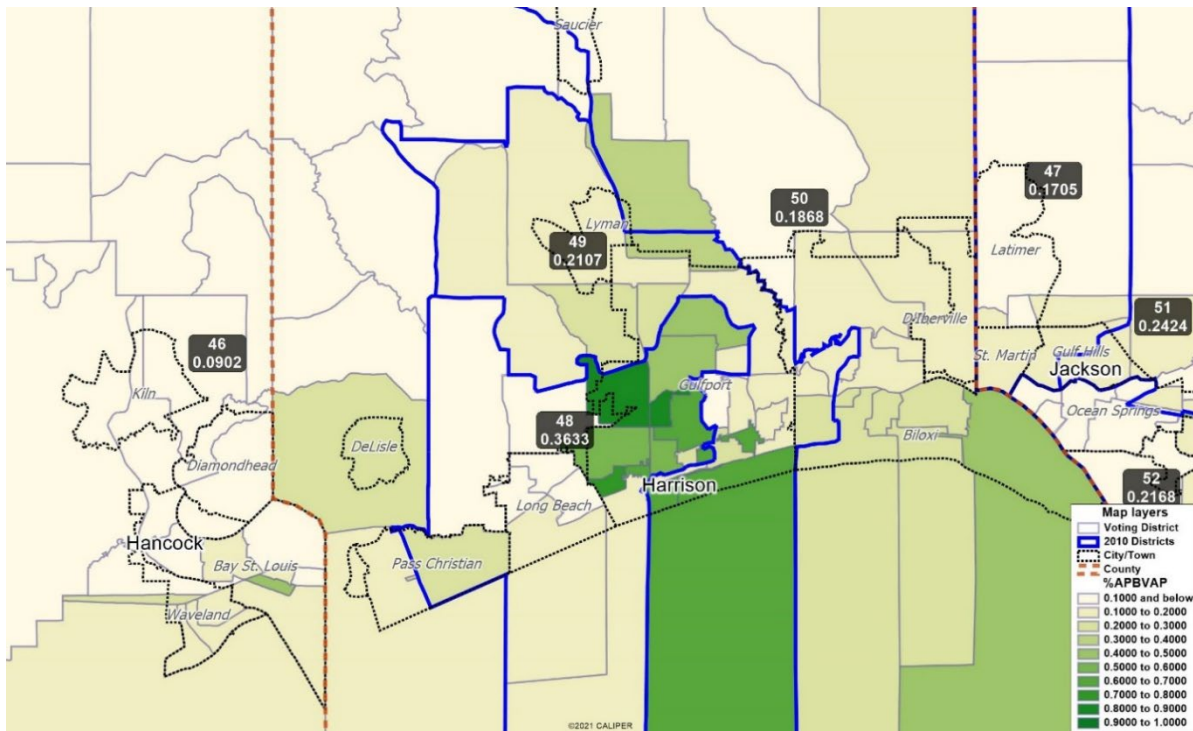 Saucier
47
0.1705
50
0.1868
Lyman
49
0.2107
Latimer
51
0.2424
D'Iberville
46
0.0902
St. Martin
Gulf Hills
Jackson
Gulfport
Kiln
Ocean Springs
48
0.3633
DeLisle
Biloxi
Diamondhead
Harrison
52
0.2168
Long Beach
Hancock
Pass Christian
Bay St. Louis
Waveland
Map layers
Voting District
2010 Districts
City/Town
County
%APBVAP
0.1000 and below
0.1000 to 0.2000
0.2000 to 0.3000
0.3000 to 0.4000
0.4000 to 0.5000
0.5000 to 0.6000
0.6000 to 0.7000
0.7000 to 0.8000
0.8000 to 0.9000
0.9000 to 1.0000
©2021 CALIPER